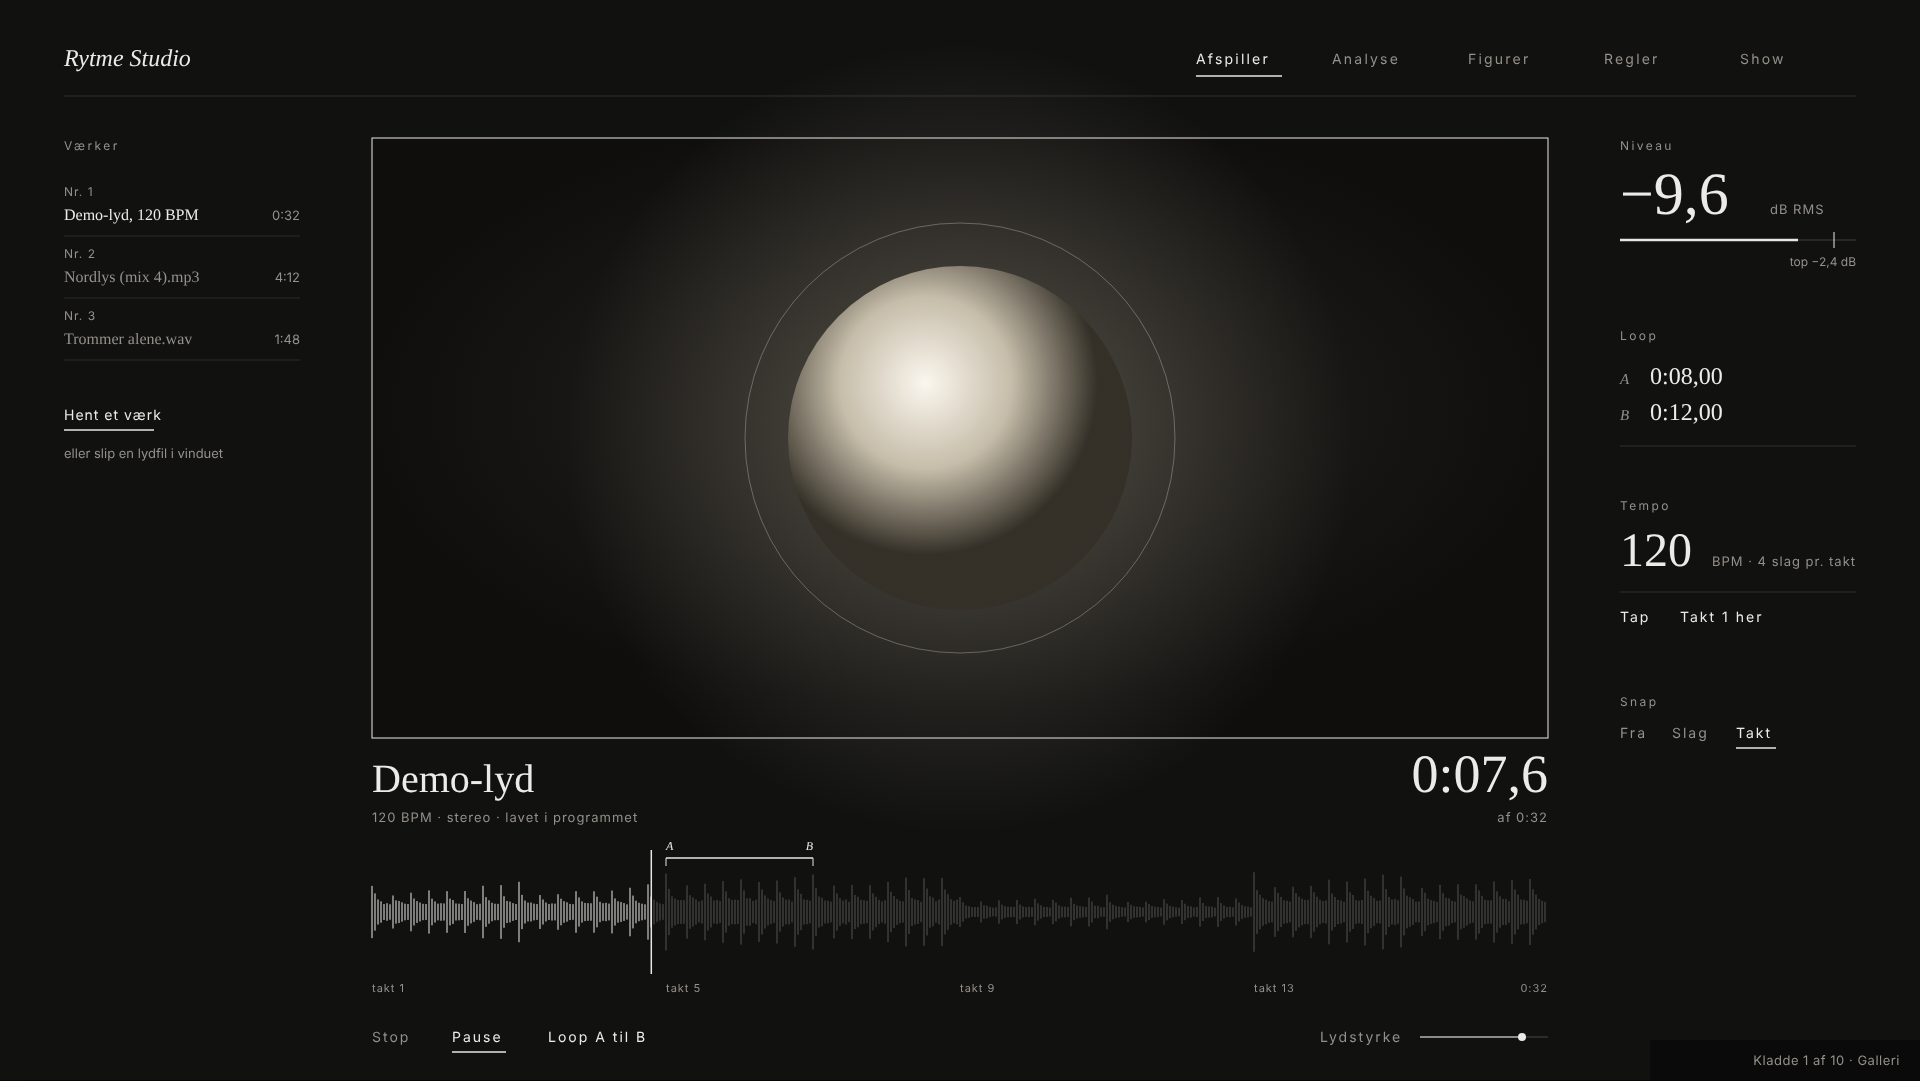 Rytme Studio
Afspiller Analyse Figurer Regler Show
Værker
Nr. 1
Demo-lyd, 120 BPM 0:32
Nr. 2
Nordlys (mix 4).mp3 4:12
Nr. 3
Trommer alene.wav 1:48
Hent et værk
eller slip en lydfil i vinduet
Niveau
−9,6 dB RMS
top −2,4 dB
Loop
A 0:08,00
B 0:12,00
Tempo
120 BPM · 4 slag pr. takt
Tap Takt 1 her
Snap
Fra Slag Takt
Demo-lyd 0:07,6
120 BPM · stereo · lavet i programmet af 0:32
A B
takt 1 takt 5 takt 9 takt 13 0:32
Stop Pause Loop A til B Lydstyrke
Kladde 1 af 10 · Galleri